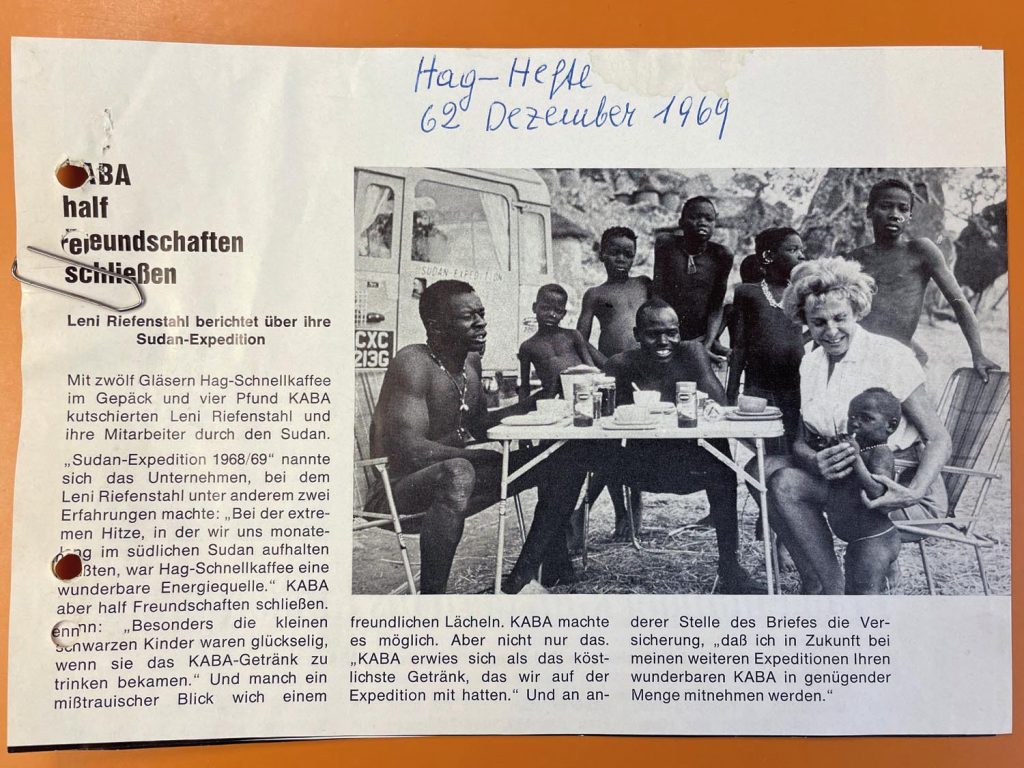 Hag-Hefte
62 Dezember 1969
KABA
half
Freundschaften
schließen
Leni Riefenstahl berichtet über ihre
Sudan-Expedition
Mit zwölf Gläsern Hag-Schnellkaffee
im Gepäck und vier Pfund KABA
kutschierten Leni Riefenstahl und
ihre Mitarbeiter durch den Sudan.
„Sudan-Expedition 1968/69“ nannte
sich das Unternehmen, bei dem
Leni Riefenstahl unter anderem zwei
Erfahrungen machte: „Bei der extre-
men Hitze, in der wir uns monate-
lang im südlichen Sudan aufhalten
mußten, war Hag-Schnellkaffee eine
wunderbare Energiequelle.“ KABA
aber half Freundschaften schließen.
Denn: „Besonders die kleinen
schwarzen Kinder waren glückselig,
wenn sie das KABA-Getränk zu
trinken bekamen.“ Und manch ein
mißtrauischer Blick wich einem
freundlichen Lächeln. KABA machte
es möglich. Aber nicht nur das.
„KABA erwies sich als das köst-
lichste Getränk, das wir auf der
Expedition mit hatten.“ Und an an-
derer Stelle des Briefes die Ver-
sicherung, „daß ich in Zukunft bei
meinen weiteren Expeditionen Ihren
wunderbaren KABA in genügender
Menge mitnehmen werden.“
SUDAN-EXPEDITION
CXC
213G